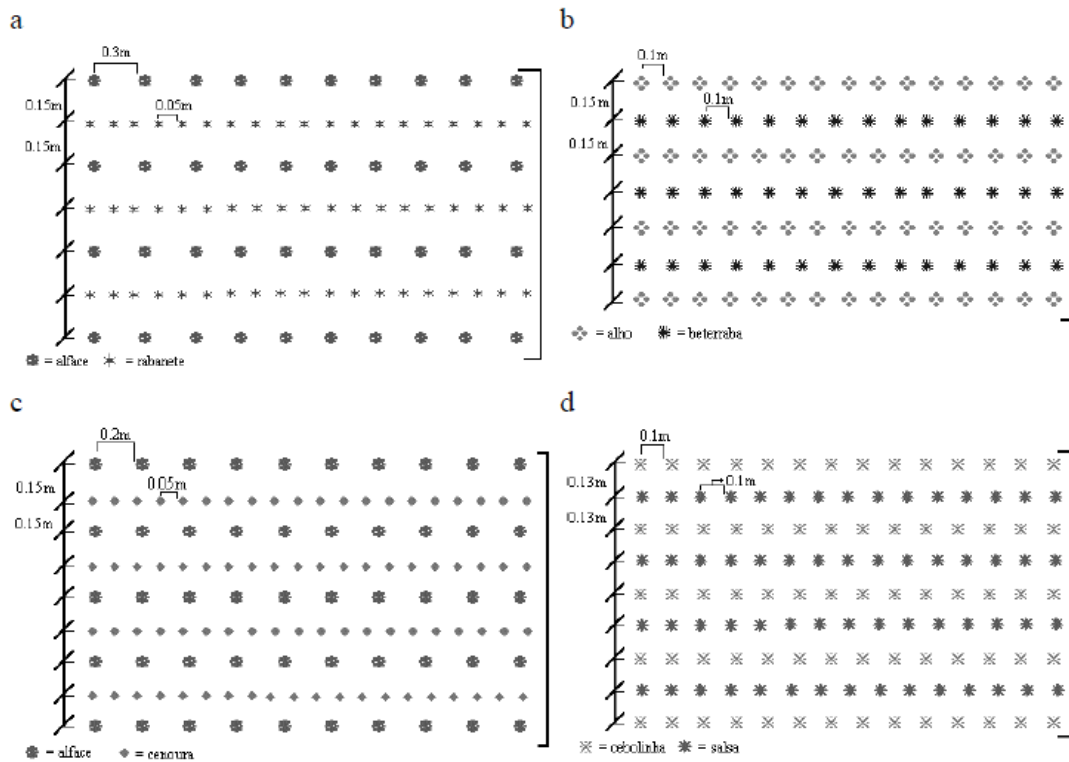 a
0.3m
0.15m
0.05m
0.15m
= alface = rabanete
b
0.1m
0.15m
0.1m
0.15m
= alho = beterraba
c
0.2m
0.15m
0.05m
0.15m
= alface = cenoura
d
0.1m
0.13m
0.1m
0.13m
= cebolinha = salsa